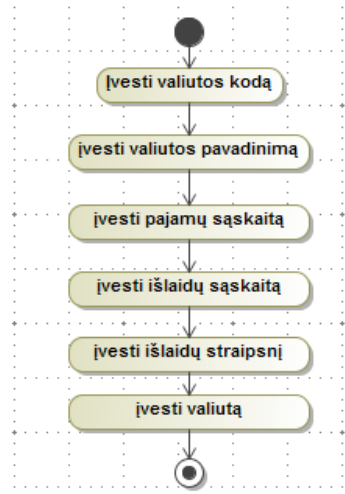 Įvesti valiutos kodą
įvesti valiutos pavadinimą
įvesti pajamų sąskaitą
įvesti išlaidų sąskaitą
įvesti išlaidų straipsnį
įvesti valiutą